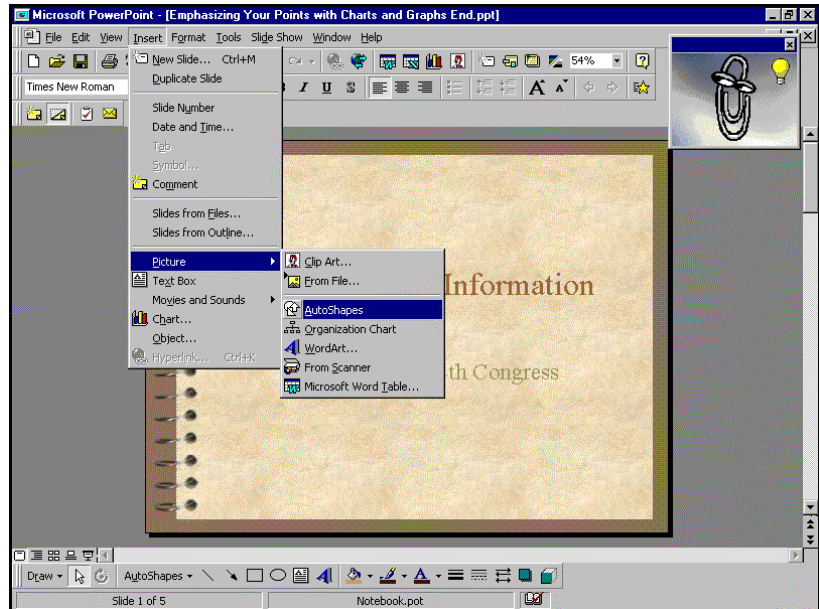 Microsoft PowerPoint - [Emphasizing Your Points with Charts and Graphs End.ppt]
File Edit View Insert Format Tools Slide Show Window Help
54%
Times New Roman
New Slide... Ctrl+M
Duplicate Slide
Slide Number
Date and Time...
Tab
Symbol...
Comment
Slides from Files...
Slides from Outline...
Picture
Text Box
Movies and Sounds
Chart...
Object...
Hyperlink... Ctrl+K
Clip Art...
From File...
AutoShapes
Organization Chart
WordArt...
From Scanner
Microsoft Word Table...
Information
th Congress
Draw AutoShapes
Slide 1 of 5 Notebook.pot